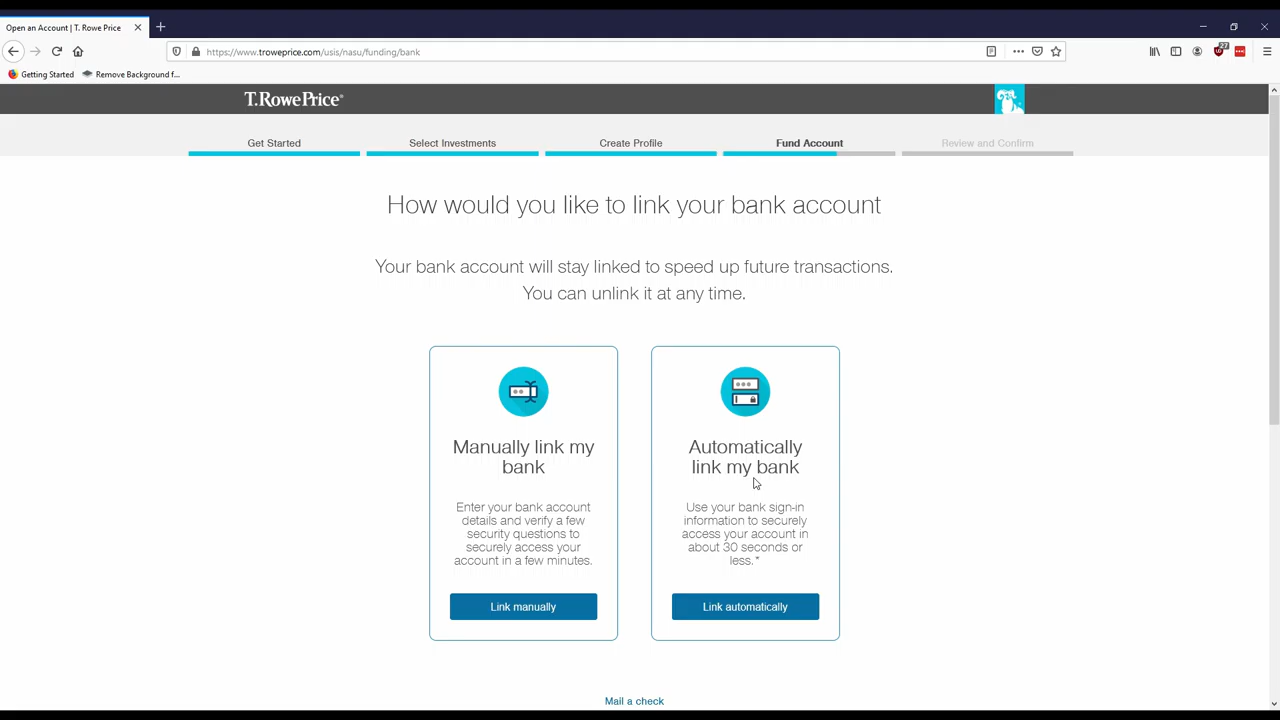 Open an Account | T. Rowe Price
https://www.troweprice.com/usis/nasu/funding/bank
27
Getting Started
Remove Background f...
T.RowePrice®
Get Started
Select Investments
Create Profile
Fund Account
Review and Confirm
How would you like to link your bank account
Your bank account will stay linked to speed up future transactions.
You can unlink it at any time.
Manually link my
bank
Enter your bank account
details and verify a few
security questions to
securely access your
account in a few minutes.
Link manually
Automatically
link my bank
Use your bank sign-in
information to securely
access your account in
about 30 seconds or
less.*
Link automatically
Mail a check